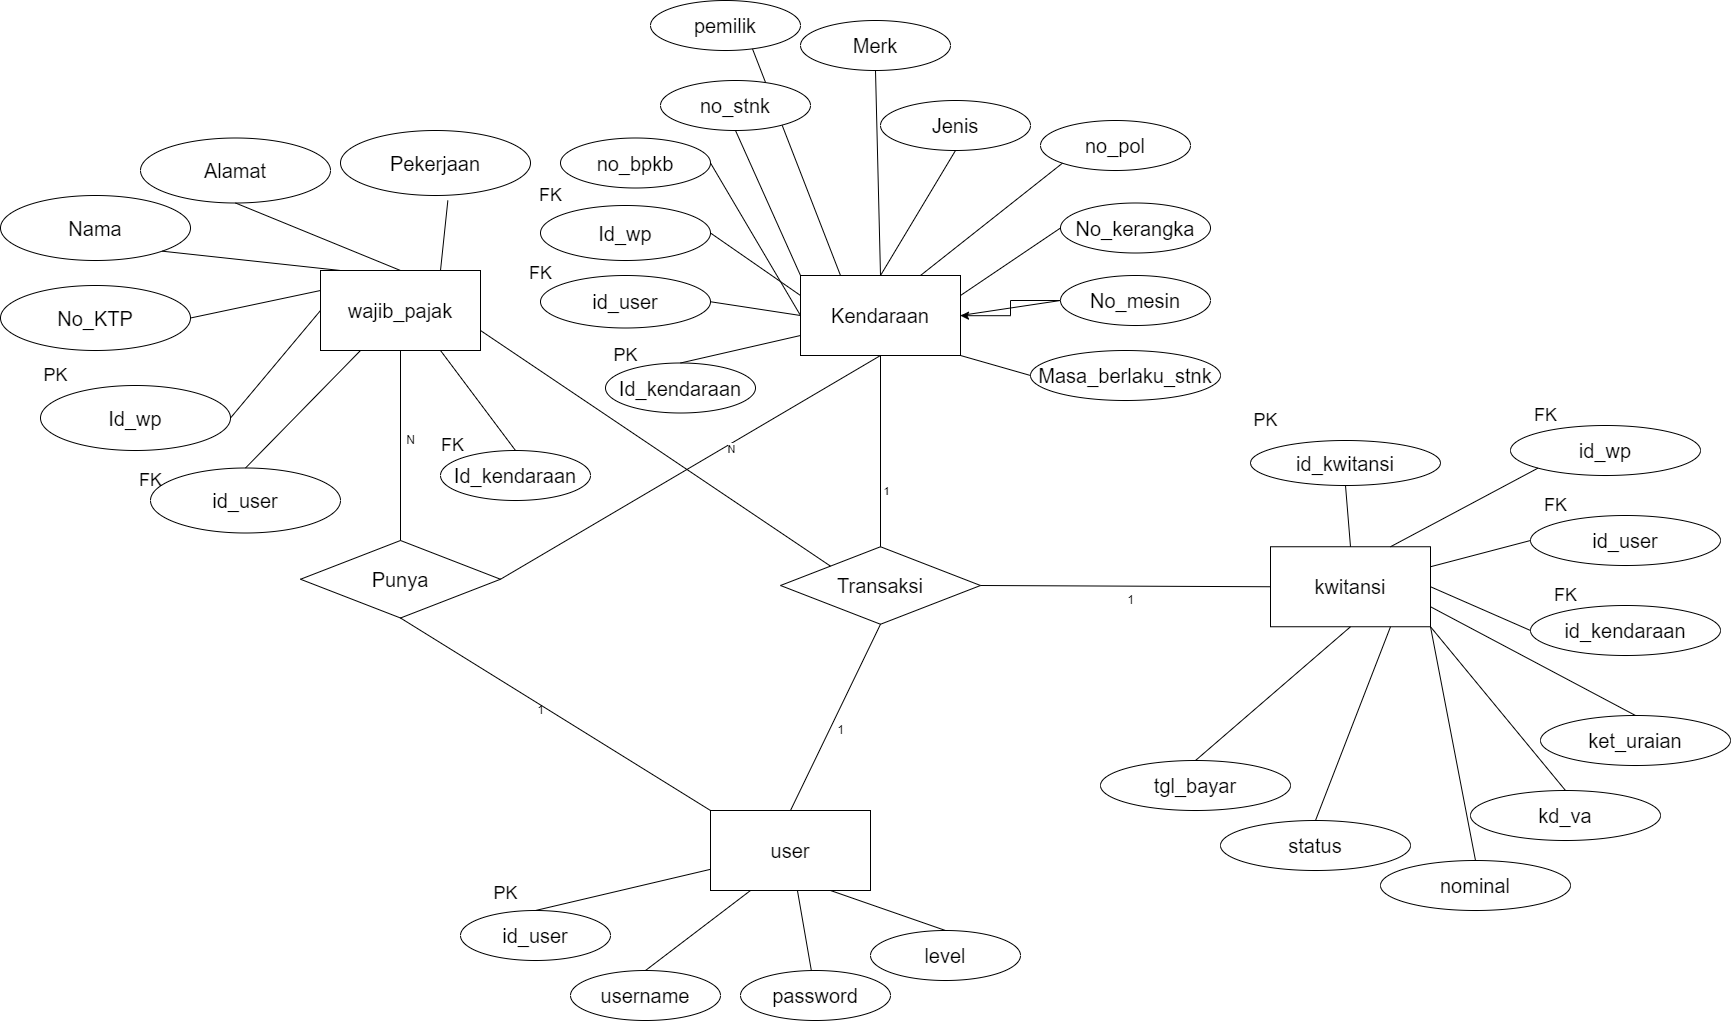 pemilik
Merk
no_stnk
Jenis
no_pol
no_bpkb
Alamat
Pekerjaan
FK
Nama
Id_wp
No_kerangka
FK
id_user
No_mesin
No_KTP
wajib_pajak
Kendaraan
PK
Id_kendaraan
Masa_berlaku_stnk
PK
Id_wp
FK
id_user
FK
Id_kendaraan
N
N
1
PK
id_kwitansi
FK
id_wp
FK
id_user
FK
id_kendaraan
Punya
Transaksi
kwitansi
1
1
1
ket_uraian
tgl_bayar
kd_va
status
nominal
user
PK
id_user
username
password
level